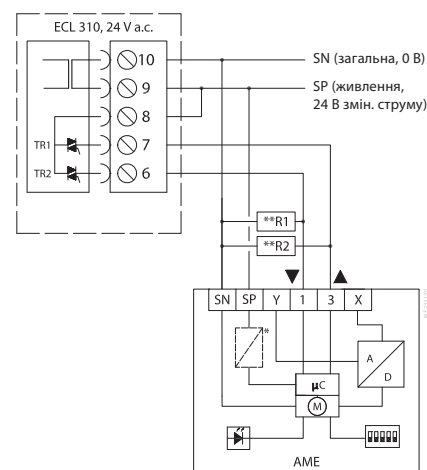 ECL 310, 24 V a.c.
10
SN (загальна, 0 В)
9
SP (живлення,
24 В змін. струму)
8
TR1
7
TR2
6
**R1
**R2
SN
SP
Y
1
3
X
*
A
D
µC
M
AME